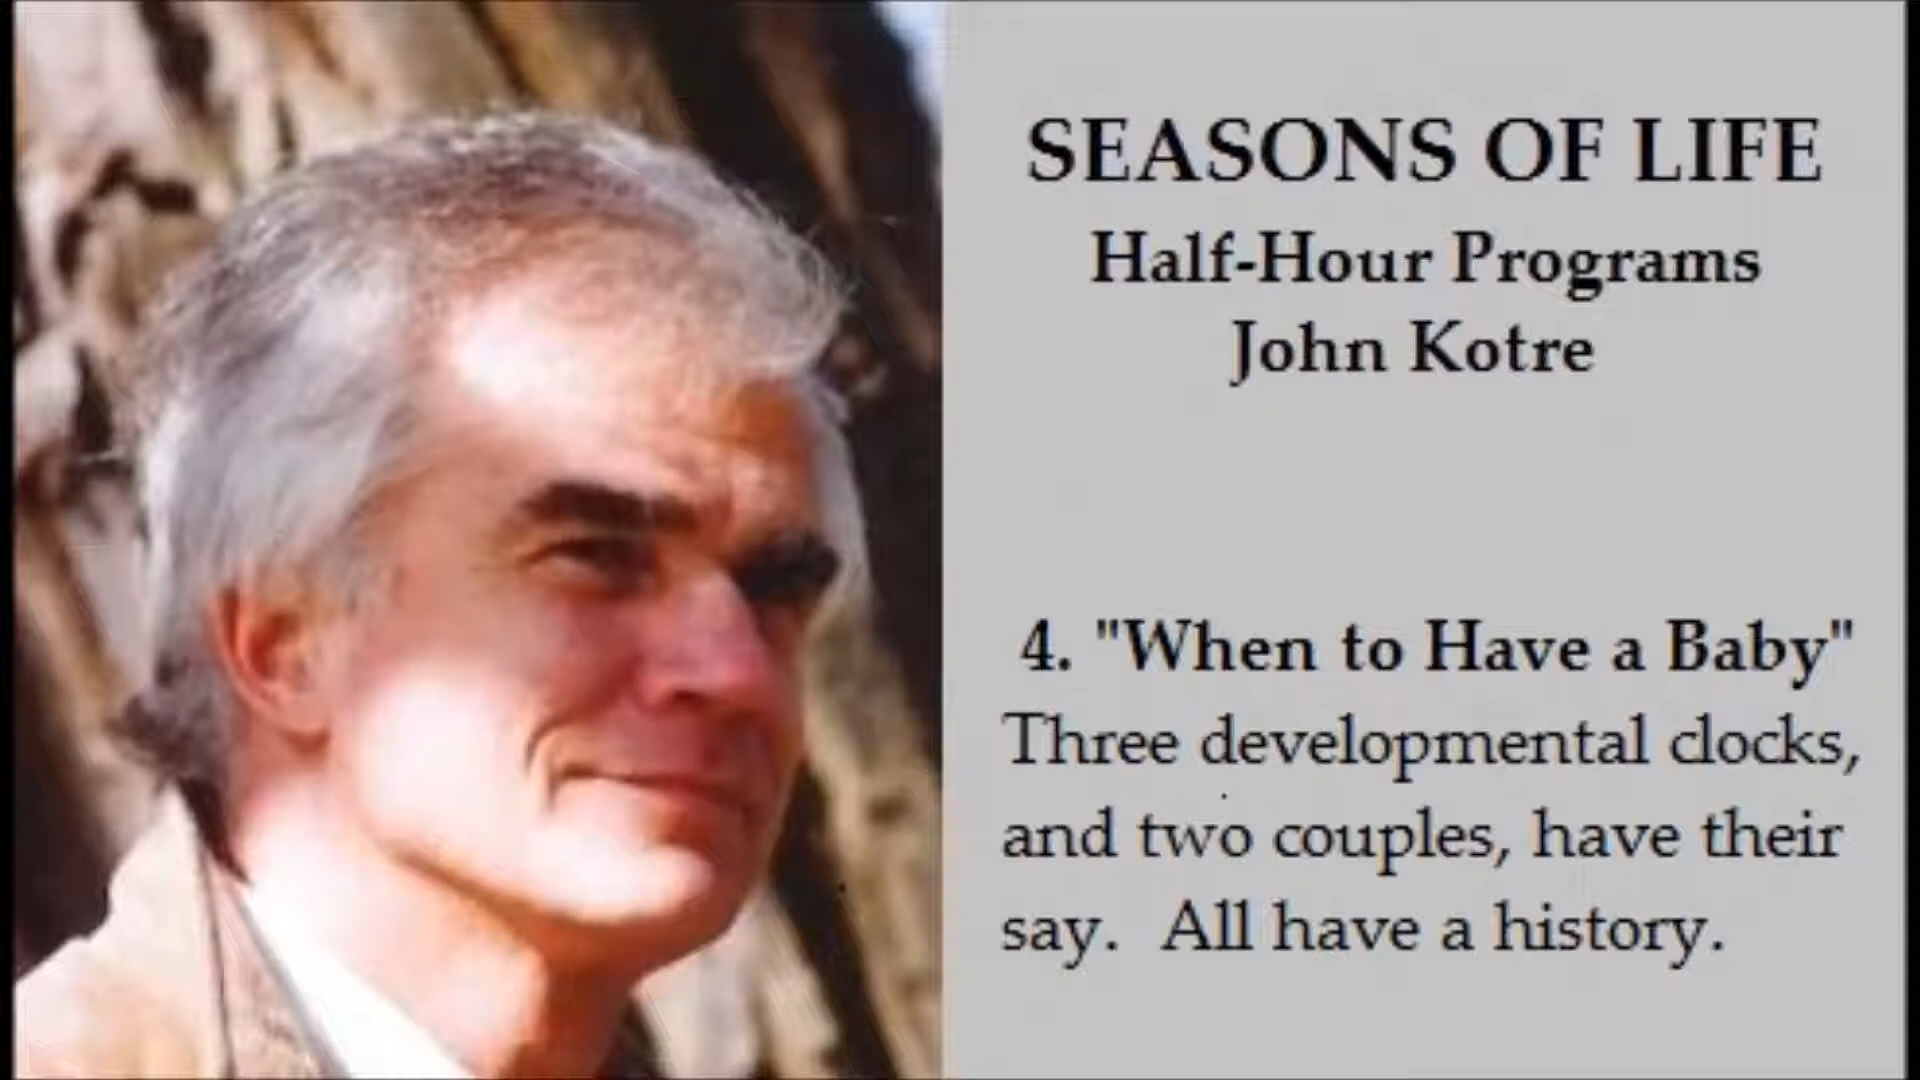 SEASONS OF LIFE
Half-Hour Programs
John Kotre
4. "When to Have a Baby"
Three developmental clocks,
and two couples, have their
say.  All have a history.